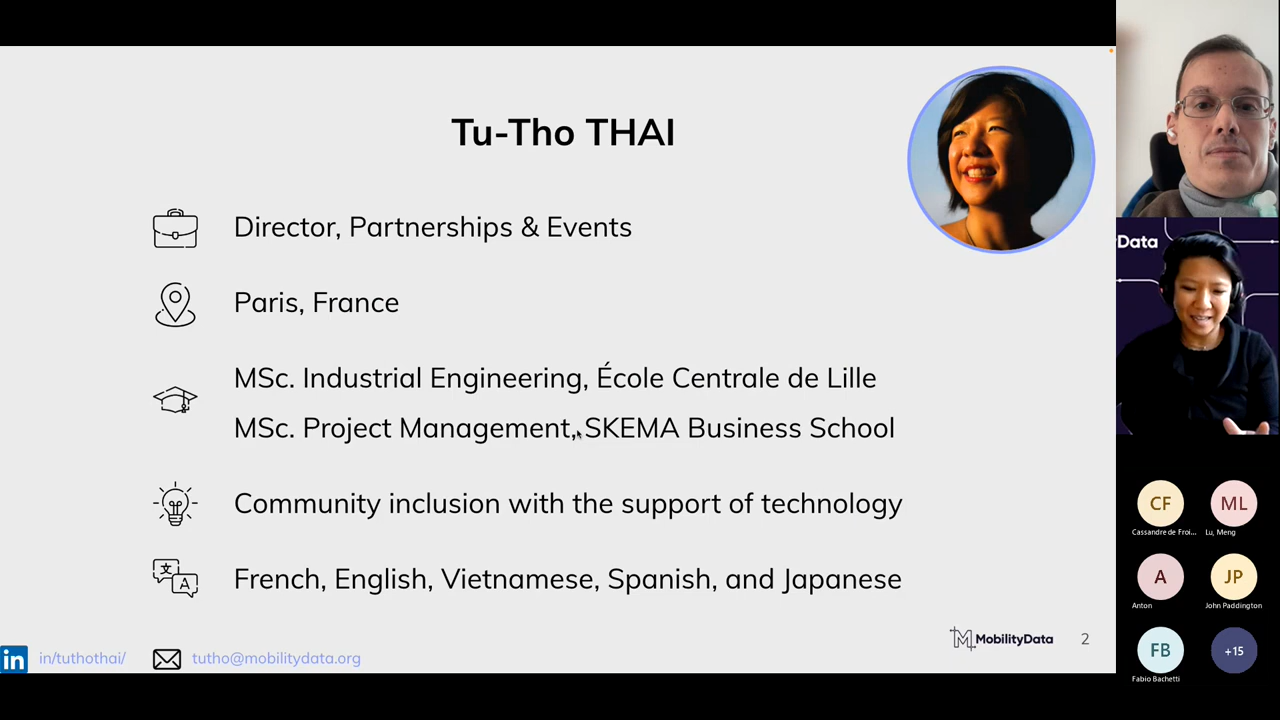 Tu-Tho THAI
Director, Partnerships & Events
Paris, France
MSc. Industrial Engineering, École Centrale de Lille
MSc. Project Management, SKEMA Business School
Community inclusion with the support of technology
文 A
French, English, Vietnamese, Spanish, and Japanese
M MobilityData
2
in in/tuthothai/
tutho@mobilitydata.org
Data
CF
Cassandre de Froi...
ML
Lu, Meng
A
Anton
JP
John Paddington
FB
Fabio Bachetti
+15